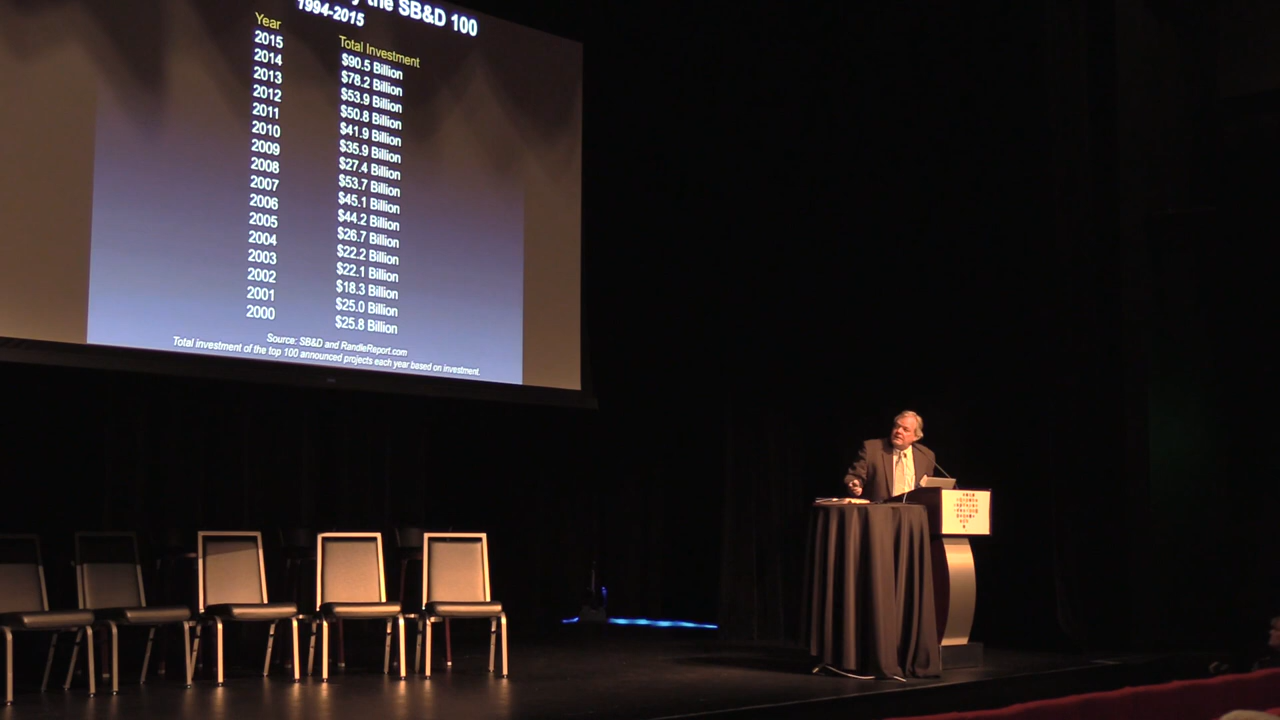 y the SB&D 100
1994-2015
Year Total Investment
2015 $90.5 Billion
2014 $78.2 Billion
2013 $53.9 Billion
2012 $50.8 Billion
2011 $41.9 Billion
2010 $35.9 Billion
2009 $27.4 Billion
2008 $53.7 Billion
2007 $45.1 Billion
2006 $44.2 Billion
2005 $26.7 Billion
2004 $22.2 Billion
2003 $22.1 Billion
2002 $18.3 Billion
2001 $25.0 Billion
2000 $25.8 Billion
Source: SB&D and RandleReport.com
Total investment of the top 100 announced projects each year based on investment.